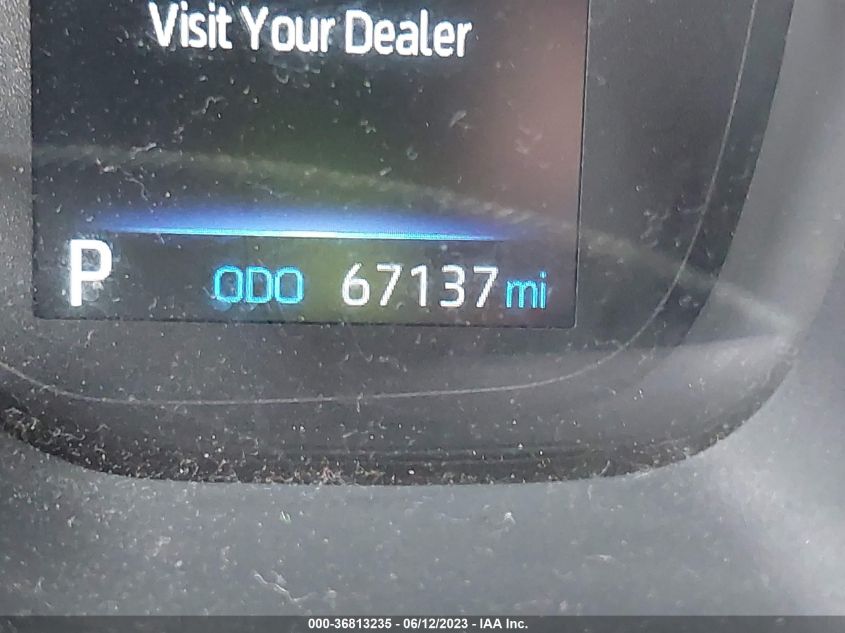 Visit Your Dealer
P ODO 67137 mi
000-36813235 - 06/12/2023 - IAA Inc.